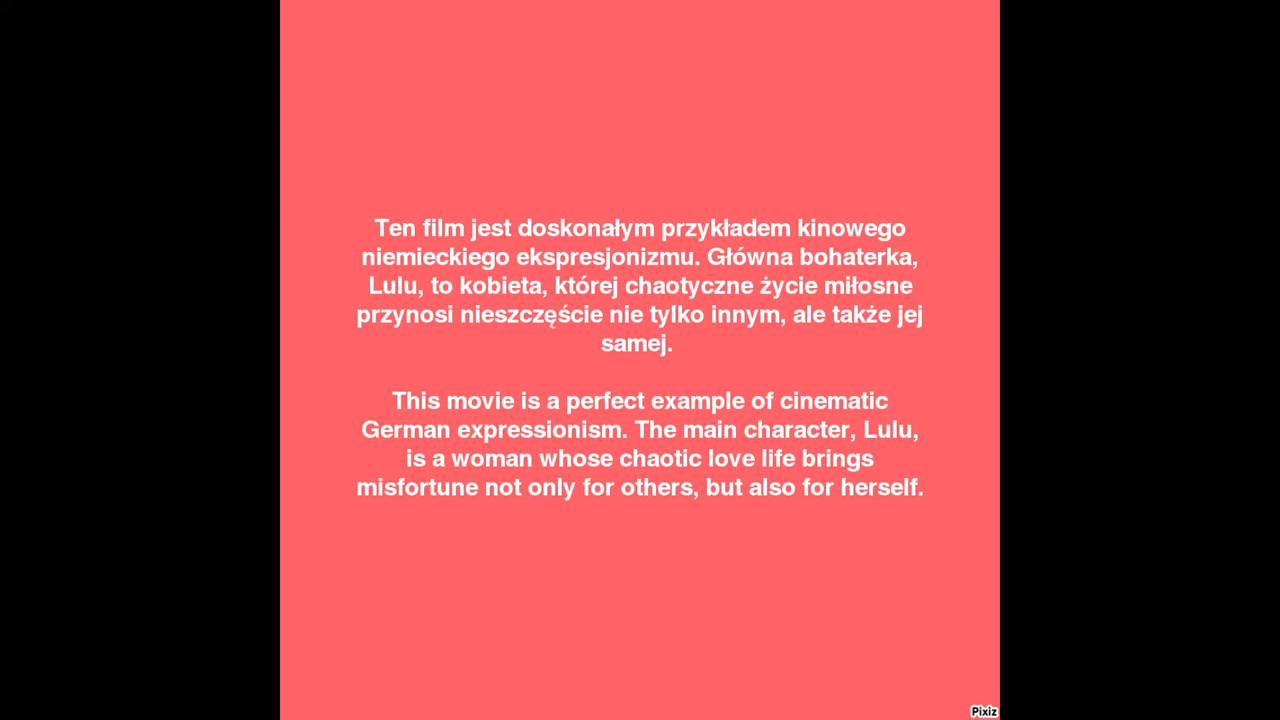 Ten film jest doskonałym przykładem kinowego
niemieckiego ekspresjonizmu. Główna bohaterka,
Lulu, to kobieta, której chaotyczne życie miłosne
przynosi nieszczęście nie tylko innym, ale także jej
samej.
This movie is a perfect example of cinematic
German expressionism. The main character, Lulu,
is a woman whose chaotic love life brings
misfortune not only for others, but also for herself.
Pixiz